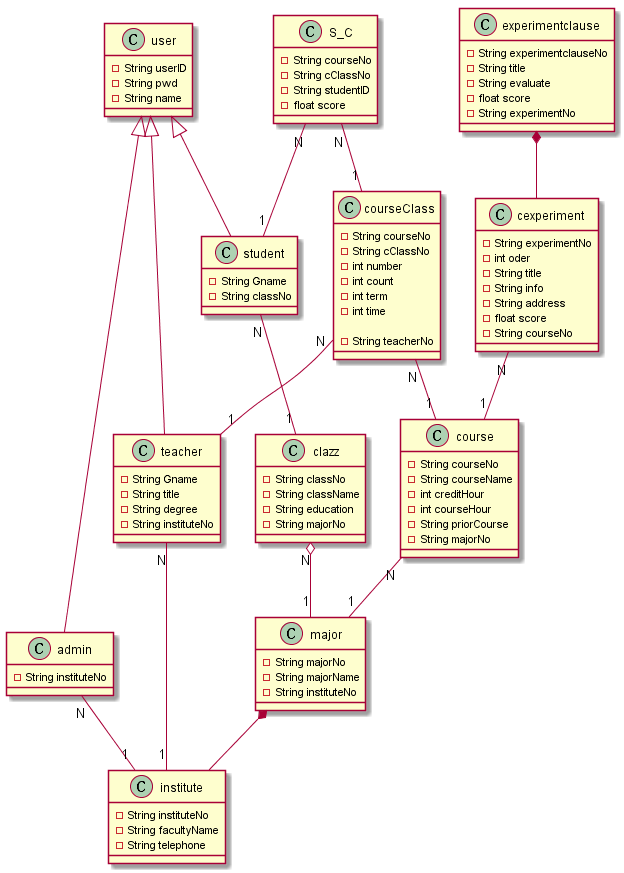 C user
String userID
String pwd
String name
C S_C
String courseNo
String cClassNo
String studentID
float score
C experimentclause
String experimentclauseNo
String title
String evaluate
float score
String experimentNo
N
N
1
1
C courseClass
String courseNo
String cClassNo
int number
int count
int term
int time
String teacherNo
C cexperiment
String experimentNo
int oder
String title
String info
String address
float score
String courseNo
C student
String Gname
String classNo
N
N
N
N
1
1
1
1
C teacher
String Gname
String title
String degree
String instituteNo
C clazz
String classNo
String className
String education
String majorNo
C course
String courseNo
String courseName
int creditHour
int courseHour
String priorCourse
String majorNo
N
N
N
1
1
C admin
String instituteNo
C major
String majorNo
String majorName
String instituteNo
N
1
1
C institute
String instituteNo
String facultyName
String telephone